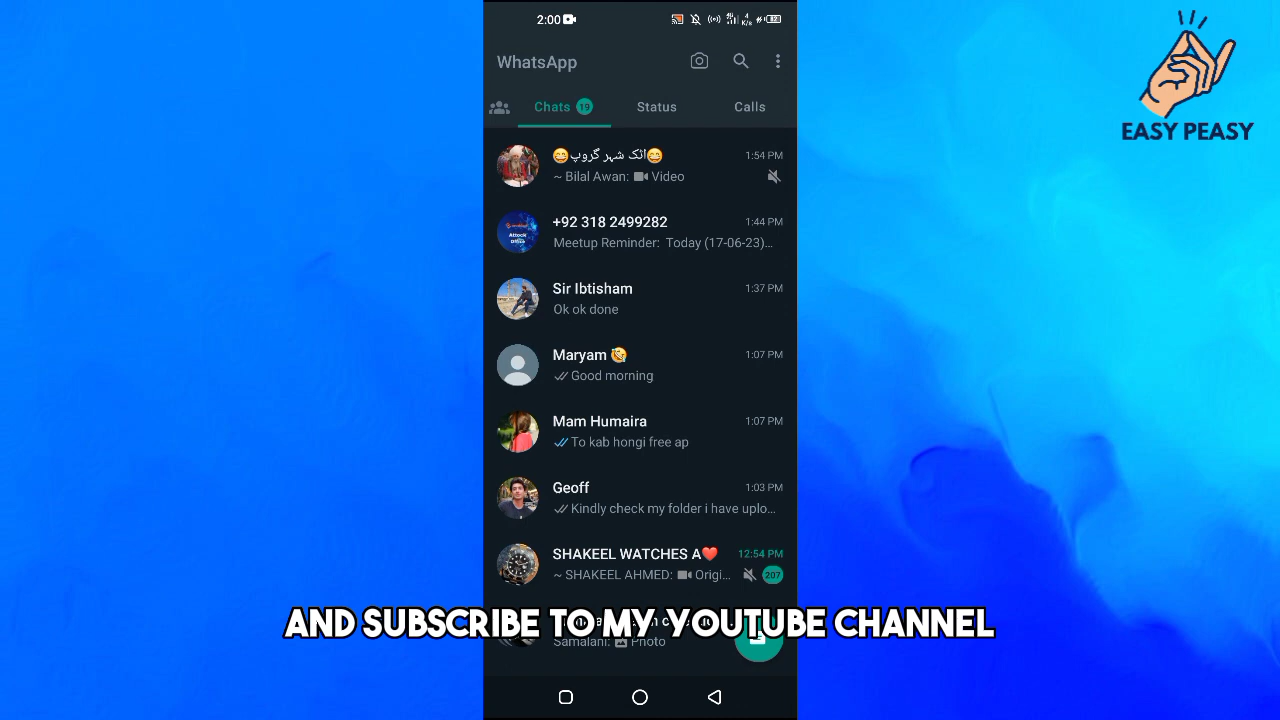 2:00
4
K/s
82
WhatsApp
Chats 19
Status
Calls
😄اٹک شہر گروپ😄
1:54 PM
~ Bilal Awan: Video
+92 318 2499282
1:44 PM
Meetup Reminder: Today (17-06-23)...
Sir Ibtisham
1:37 PM
Ok ok done
Maryam 🤣
1:07 PM
Good morning
Mam Humaira
1:07 PM
To kab hongi free ap
Geoff
1:03 PM
Kindly check my folder i have uplo...
SHAKEEL WATCHES A❤️
12:54 PM
~ SHAKEEL AHMED: Origi...
207
AND SUBSCRIBE TO MY YOUTUBE CHANNEL
Samalani: Photo
EASY PEASY